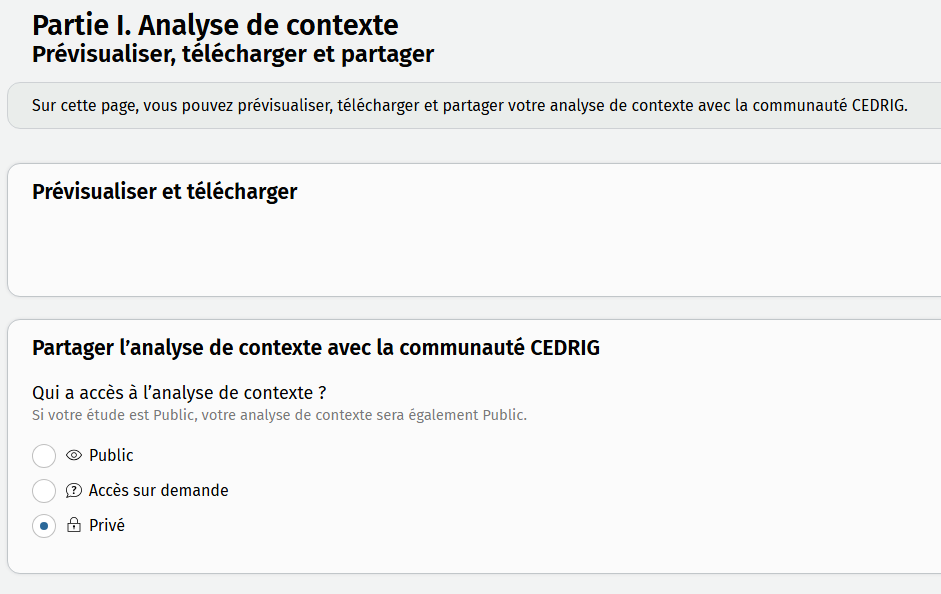 Partie I. Analyse de contexte
Prévisualiser, télécharger et partager
Sur cette page, vous pouvez prévisualiser, télécharger et partager votre analyse de contexte avec la communauté CEDRIG.
Prévisualiser et télécharger
Partager l’analyse de contexte avec la communauté CEDRIG
Qui a accès à l’analyse de contexte ?
Si votre étude est Public, votre analyse de contexte sera également Public.
Public
Accès sur demande
Privé